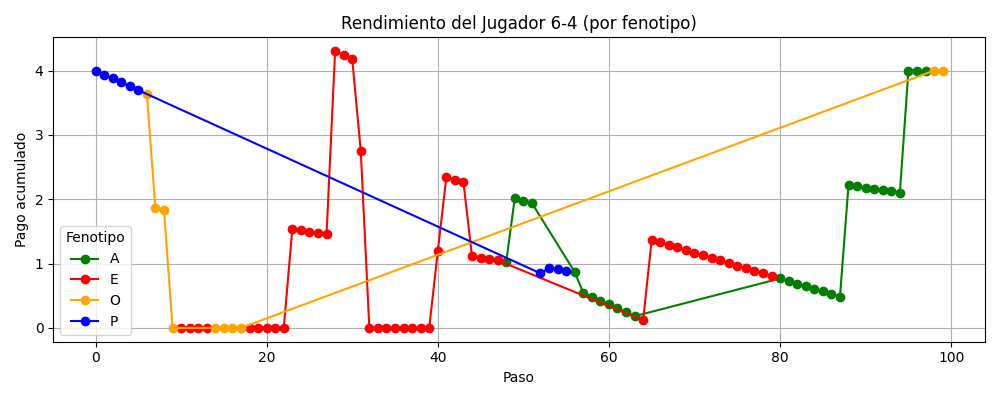 Rendimiento del Jugador 6-4 (por fenotipo)
Pago acumulado
4
3
2
1
0
Fenotipo
A
E
O
P
0 20 40 60 80 100
Paso